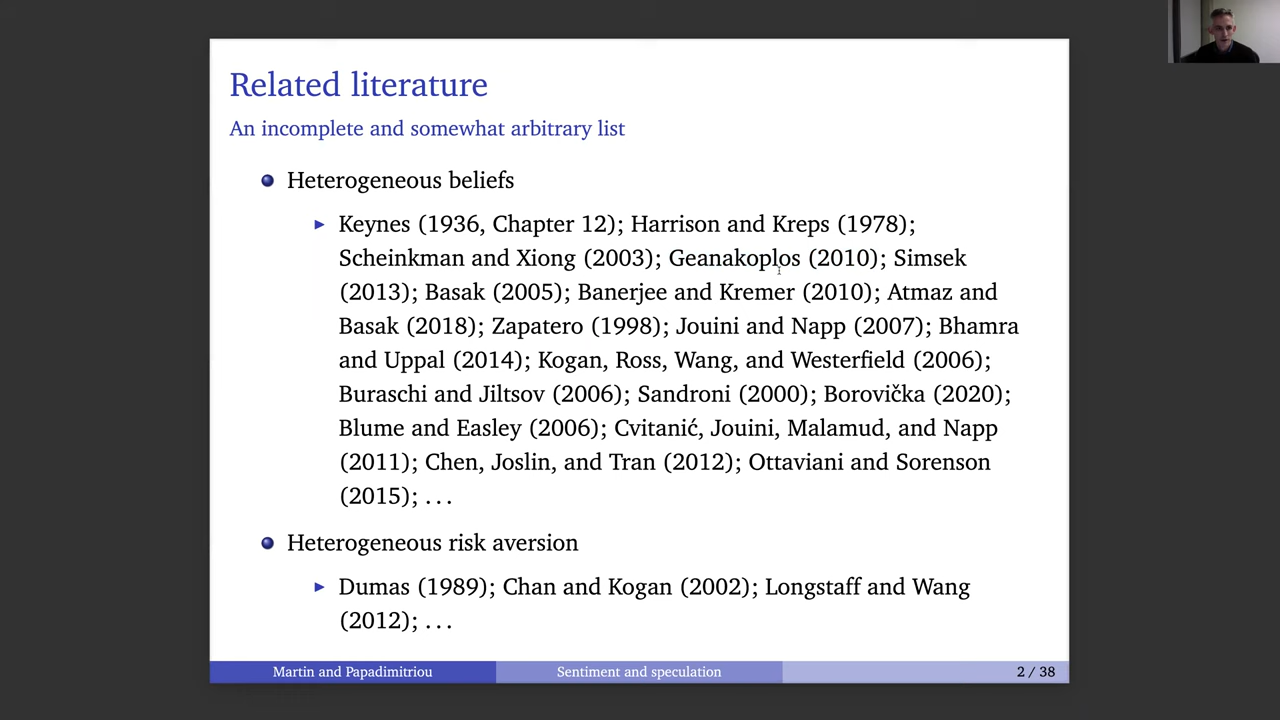 Related literature
An incomplete and somewhat arbitrary list
Heterogeneous beliefs
Keynes (1936, Chapter 12); Harrison and Kreps (1978);
Scheinkman and Xiong (2003); Geanakoplos (2010); Simsek
(2013); Basak (2005); Banerjee and Kremer (2010); Atmaz and
Basak (2018); Zapatero (1998); Jouini and Napp (2007); Bhamra
and Uppal (2014); Kogan, Ross, Wang, and Westerfield (2006);
Buraschi and Jiltsov (2006); Sandroni (2000); Borovička (2020);
Blume and Easley (2006); Cvitanić, Jouini, Malamud, and Napp
(2011); Chen, Joslin, and Tran (2012); Ottaviani and Sorenson
(2015); . . .
Heterogeneous risk aversion
Dumas (1989); Chan and Kogan (2002); Longstaff and Wang
(2012); . . .
Martin and Papadimitriou
Sentiment and speculation
2 / 38